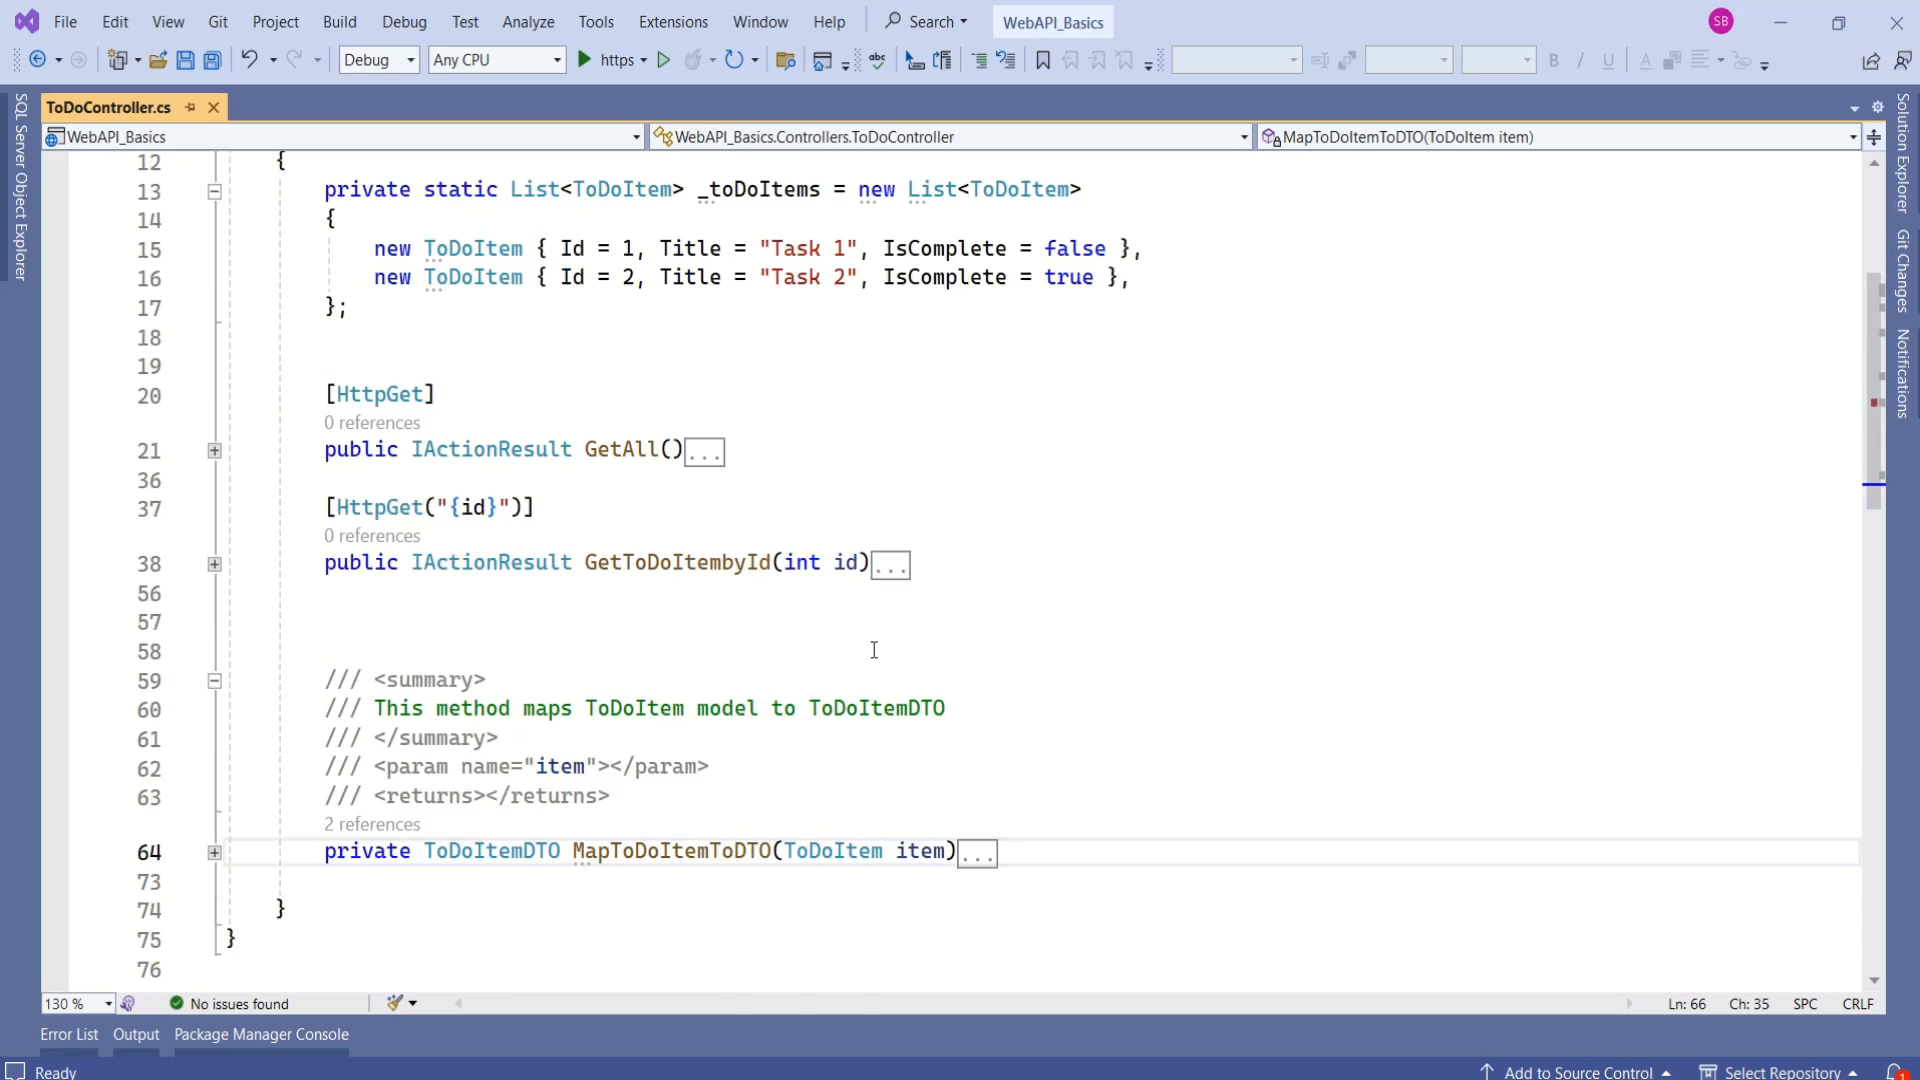 File Edit View Git Project Build Debug Test Analyze Tools Extensions Window Help Search WebAPI_Basics SB
Debug Any CPU https
ToDoController.cs
WebAPI_Basics WebAPI_Basics.Controllers.ToDoController MapToDoItemToDTO(ToDoItem item)
SQL Server Object Explorer
Solution Explorer
Git Changes
Notifications
12 {
13 private static List<ToDoItem> _toDoItems = new List<ToDoItem>
14 {
15 new ToDoItem { Id = 1, Title = "Task 1", IsComplete = false },
16 new ToDoItem { Id = 2, Title = "Task 2", IsComplete = true },
17 };
18
19
20 [HttpGet]
0 references
21 public IActionResult GetAll()...
36
37 [HttpGet("{id}")]
0 references
38 public IActionResult GetToDoItembyId(int id)...
56
57
58
59 /// <summary>
60 /// This method maps ToDoItem model to ToDoItemDTO
61 /// </summary>
62 /// <param name="item"></param>
63 /// <returns></returns>
2 references
64 private ToDoItemDTO MapToDoItemToDTO(ToDoItem item)...
73
74 }
75 }
76
130 % No issues found Ln: 66 Ch: 35 SPC CRLF
Error List Output Package Manager Console
Ready Add to Source Control Select Repository 1